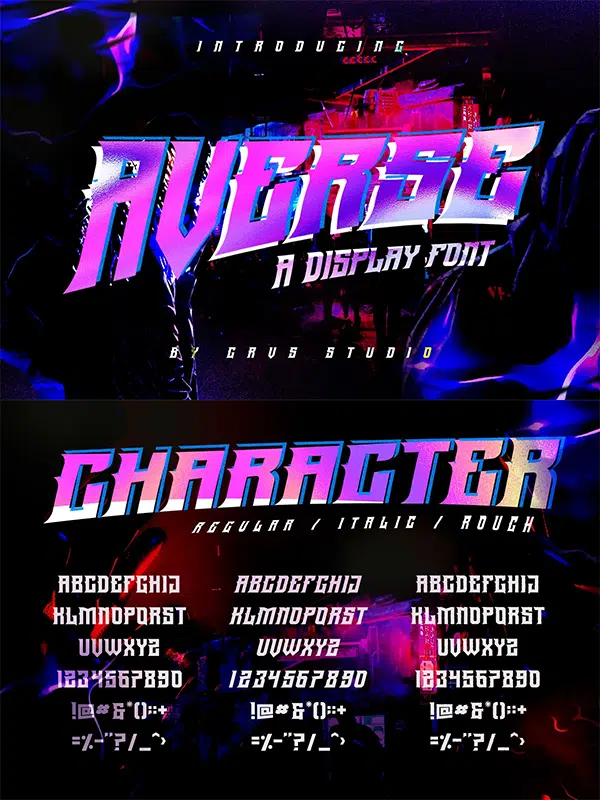 INTRODUCING
AVERSE
A DISPLAY FONT
BY GRVS STUDIO
CHARACTER
REGULAR / ITALIC / ROUGH
ABCDEFGHIJ ABCDEFGHIJ ABCDEFGHIJ
KLMNOPQRST KLMNOPQRST KLMNOPQRST
UVWXYZ UVWXYZ UVWXYZ
1234567890 1234567890 1234567890
!@#&*():;+ !@#&*():;+ !@#&*():;+
=%-"?/_^> =%-"?/_^> =%-"?/_^>